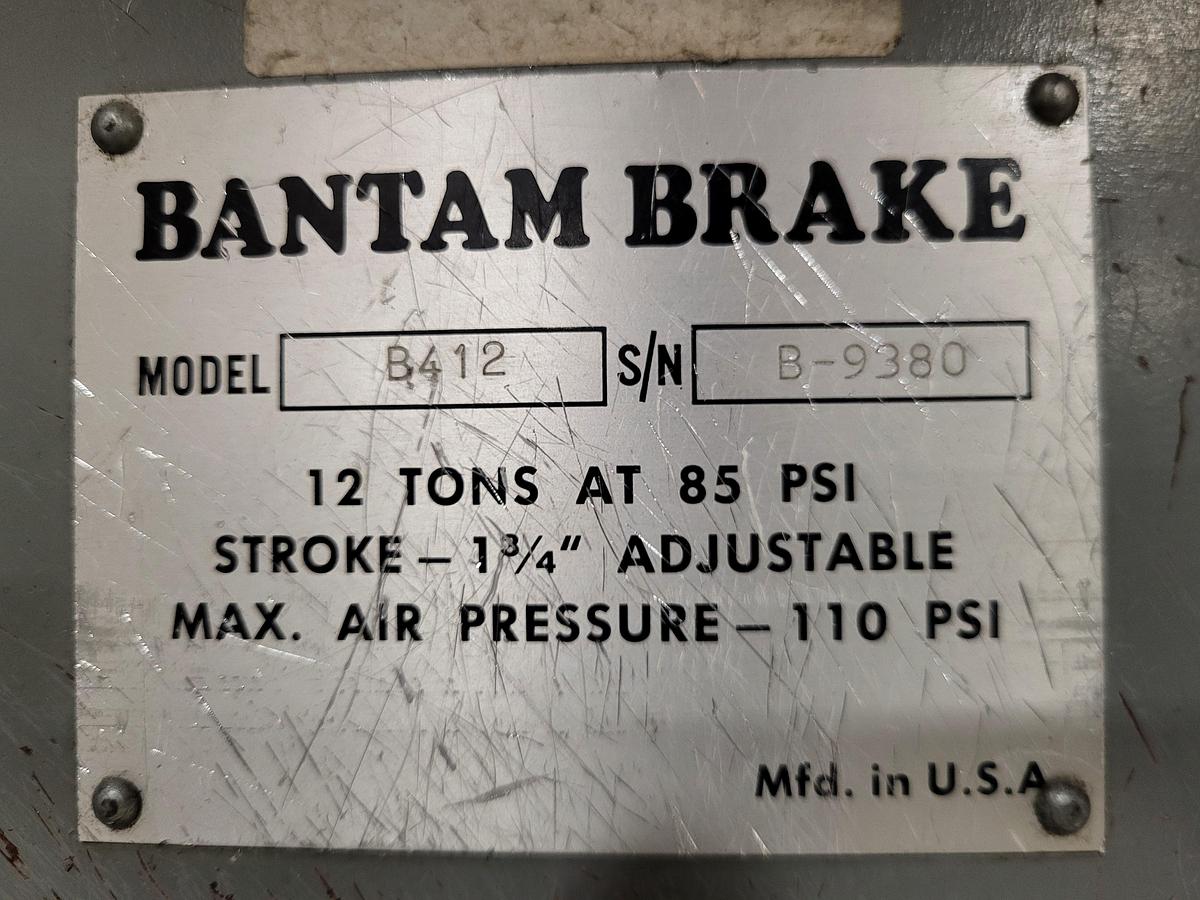 BANTAM BRAKE
MODEL B412 S/N B-9380
12 TONS AT 85 PSI
STROKE – 1¾" ADJUSTABLE
MAX. AIR PRESSURE – 110 PSI
Mfd. in U.S.A